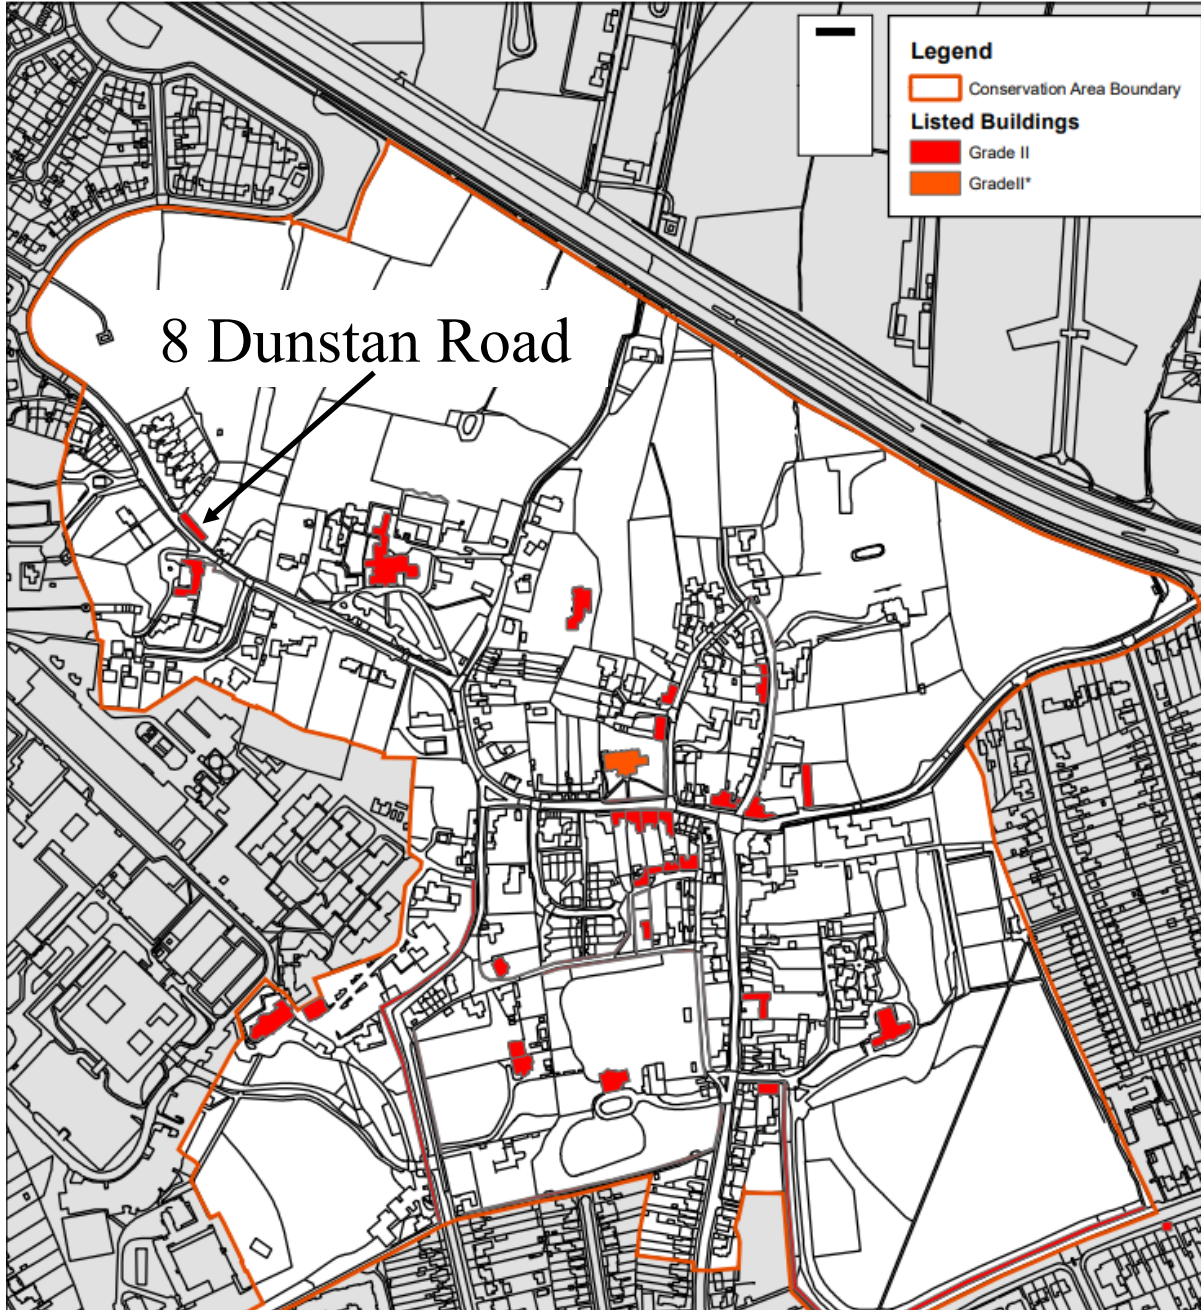 Legend
Conservation Area Boundary
Listed Buildings
Grade II
GradeII*
8 Dunstan Road